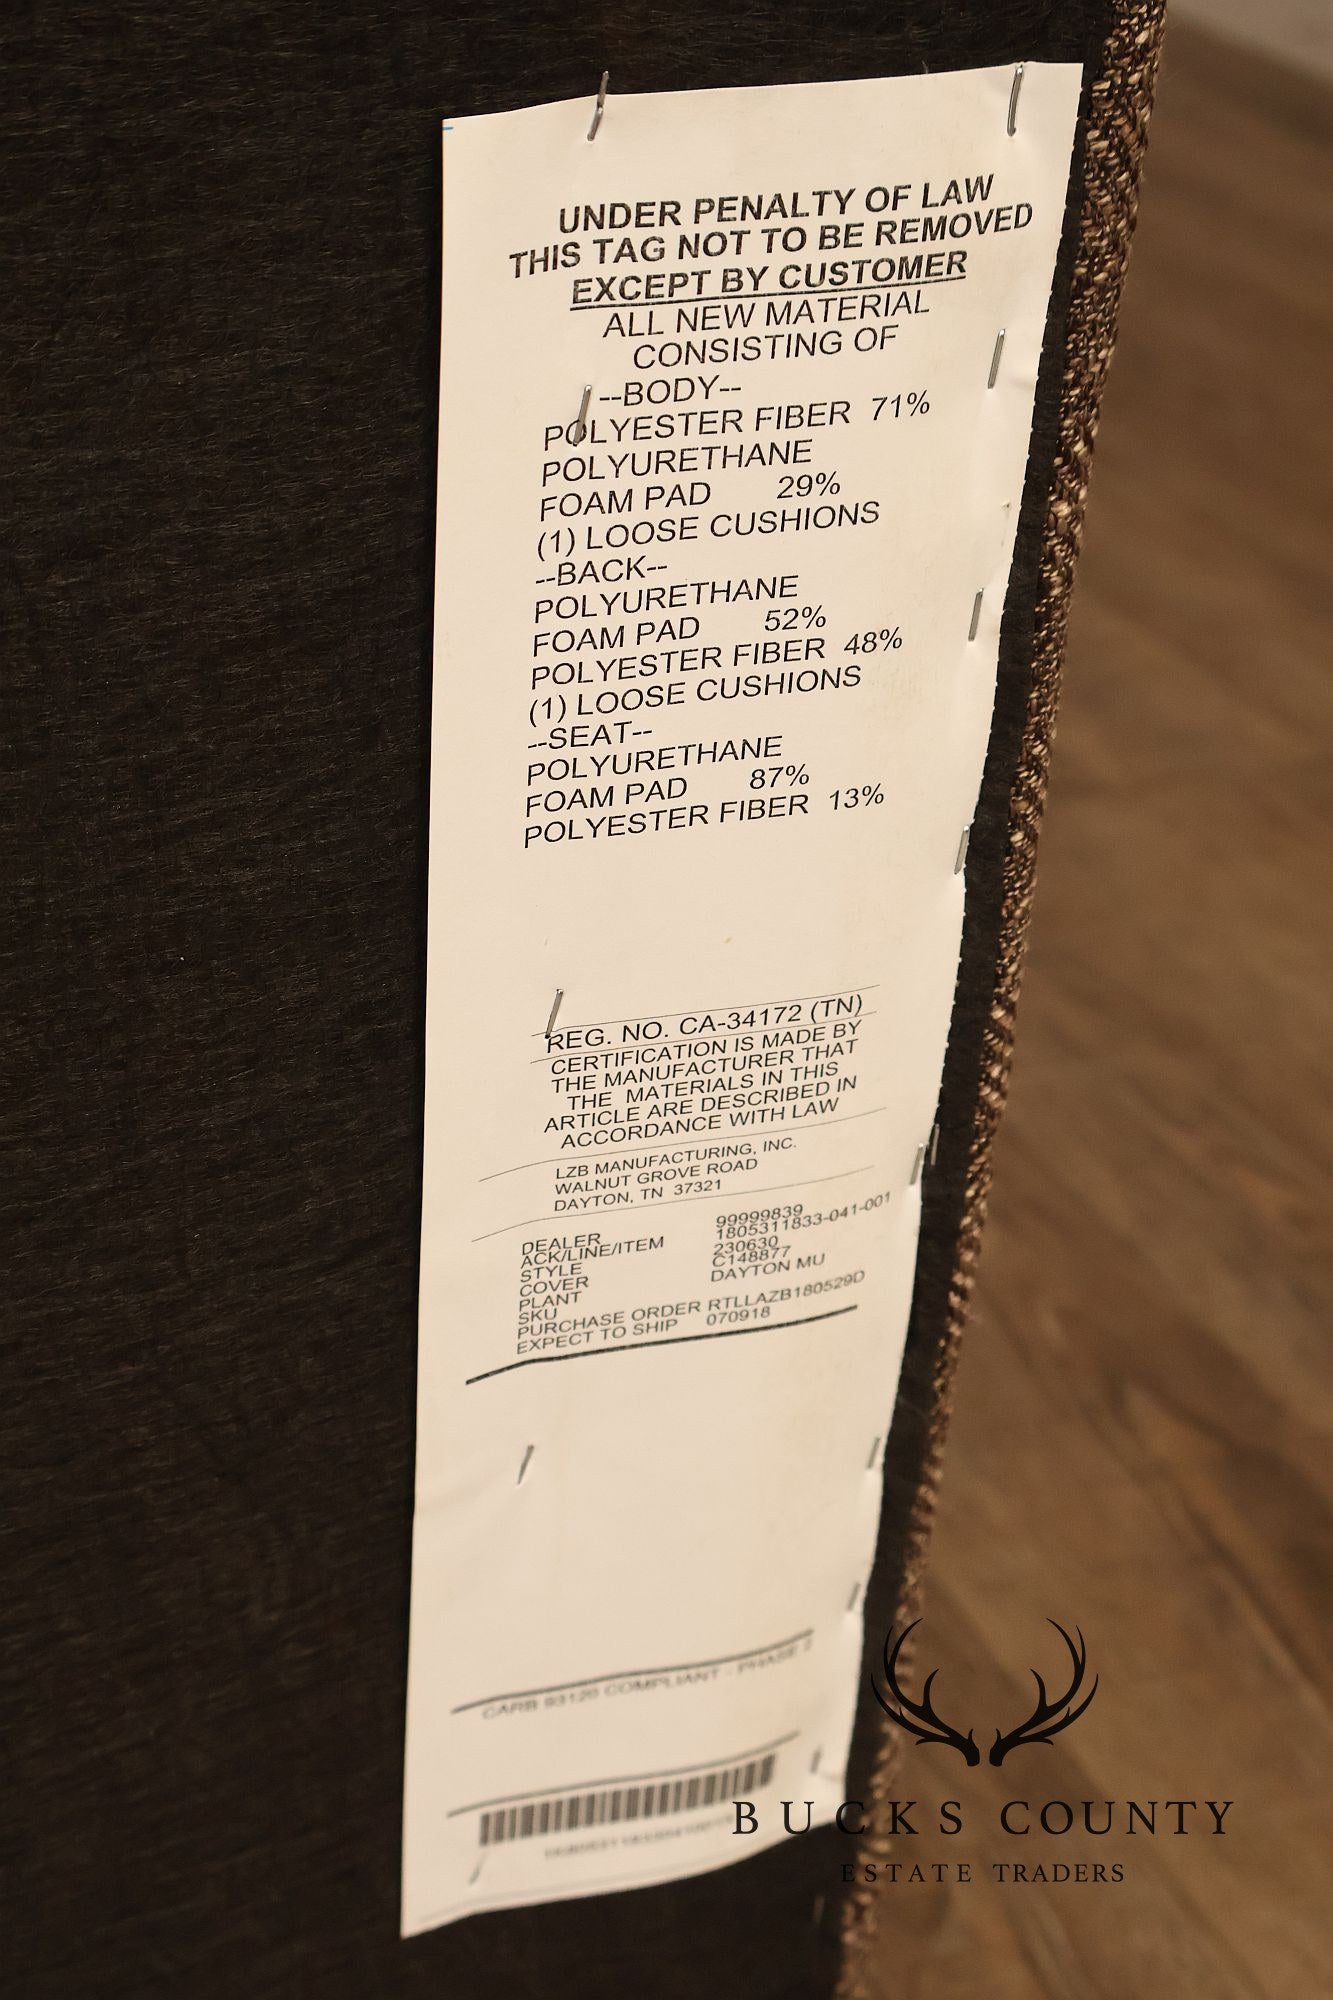 UNDER PENALTY OF LAW
THIS TAG NOT TO BE REMOVED
EXCEPT BY CUSTOMER
ALL NEW MATERIAL
CONSISTING OF
--BODY--
POLYESTER FIBER 71%
POLYURETHANE
FOAM PAD 29%
(1) LOOSE CUSHIONS
--BACK--
POLYURETHANE
FOAM PAD 52%
POLYESTER FIBER 48%
(1) LOOSE CUSHIONS
--SEAT--
POLYURETHANE
FOAM PAD 87%
POLYESTER FIBER 13%
REG. NO. CA-34172 (TN)
CERTIFICATION IS MADE BY
THE MANUFACTURER THAT
THE MATERIALS IN THIS
ARTICLE ARE DESCRIBED IN
ACCORDANCE WITH LAW
LZB MANUFACTURING, INC.
WALNUT GROVE ROAD
DAYTON, TN 37321
DEALER 99999839
ACK/LINE/ITEM 1805311833-041-001
STYLE 230630
COVER C148877
PLANT DAYTON MU
SKU
PURCHASE ORDER RTLLAZB180529D
EXPECT TO SHIP 070918
CARB 93120 COMPLIANT - PHASE 2
BUCKS COUNTY
ESTATE TRADERS